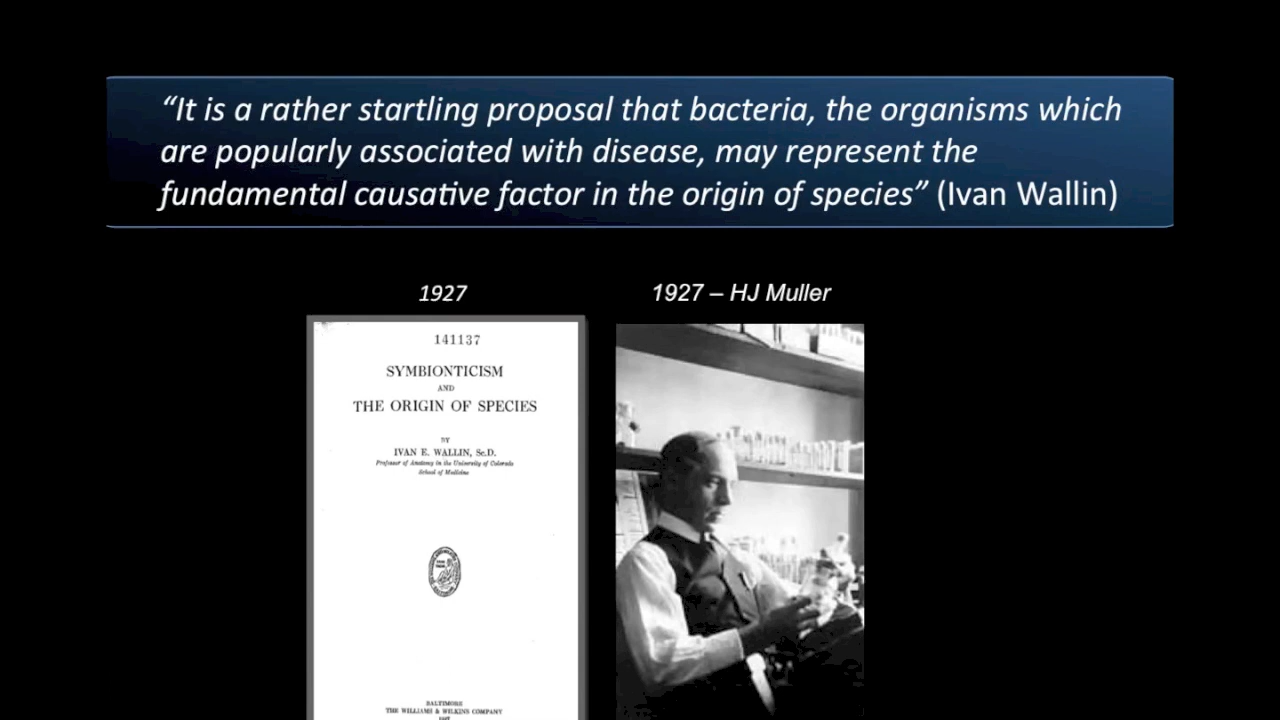 “It is a rather startling proposal that bacteria, the organisms which
are popularly associated with disease, may represent the
fundamental causative factor in the origin of species” (Ivan Wallin)
1927
1927 – HJ Muller
141137
SYMBIONTICISM
AND
THE ORIGIN OF SPECIES
BY
IVAN E. WALLIN, Sc.D.
Professor of Anatomy in the University of Colorado
School of Medicine
BALTIMORE
THE WILLIAMS & WILKINS COMPANY